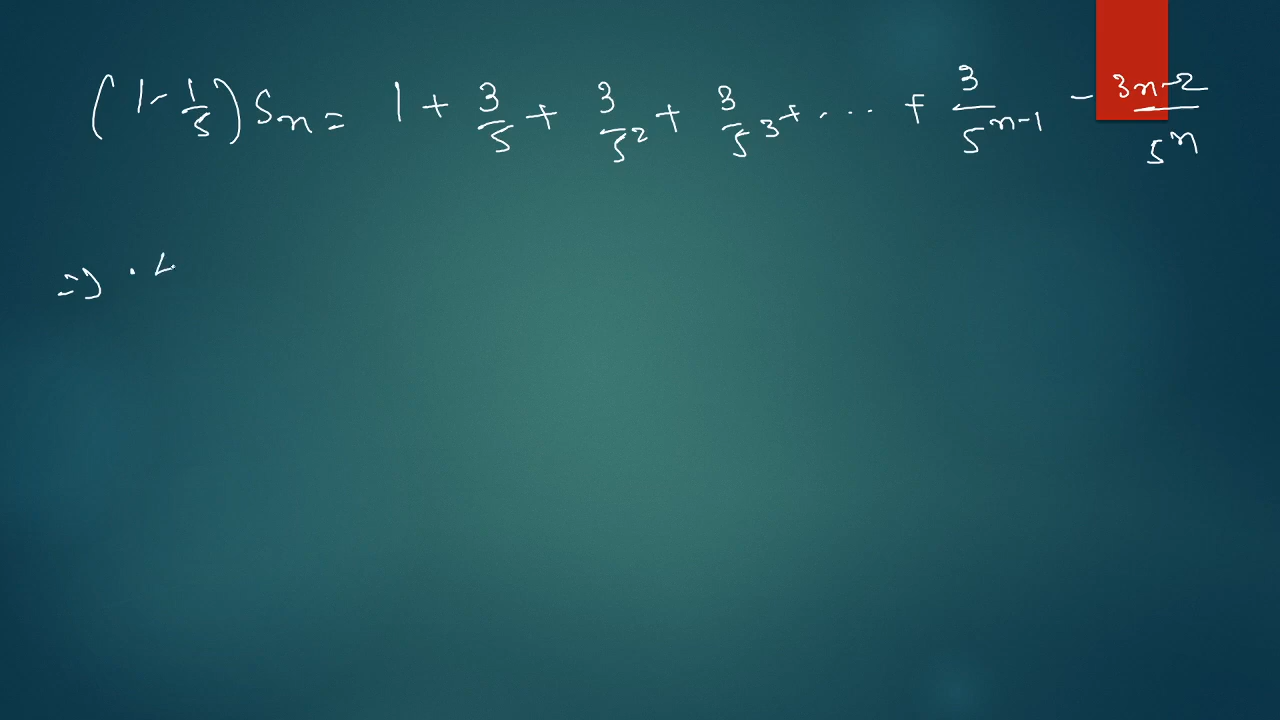 (1 - 1/5) Sn = 1 + 3/5 + 3/5^2 + 3/5^3 + ... + 3/5^(n-1) - (3n-2)/5^n
=> . 4